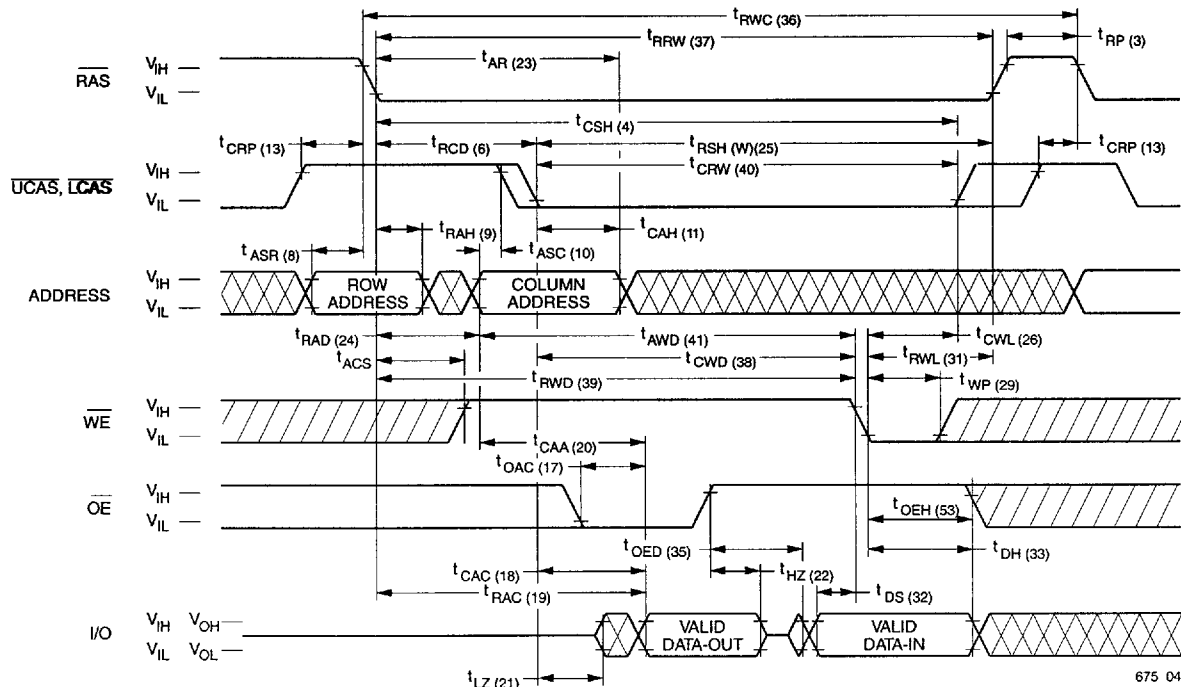 tRWC (36)
tRRW (37)
tRP (3)
tAR (23)
RAS
VIH
VIL
tCSH (4)
tCRP (13)
tRCD (6)
tRSH (W)(25)
tCRP (13)
tCRW (40)
UCAS, LCAS
VIH
VIL
tRAH (9)
tCAH (11)
tASR (8)
tASC (10)
ADDRESS
VIH
VIL
ROW ADDRESS
COLUMN ADDRESS
tRAD (24)
tAWD (41)
tCWL (26)
tACS
tCWD (38)
tRWL (31)
tRWD (39)
tWP (29)
WE
VIH
VIL
tCAA (20)
tOAC (17)
OE
VIH
VIL
tOEH (53)
tOED (35)
tDH (33)
tCAC (18)
tHZ (22)
tRAC (19)
tDS (32)
I/O
VIH VOH
VIL VOL
VALID DATA-OUT
VALID DATA-IN
tLZ (21)
675 04